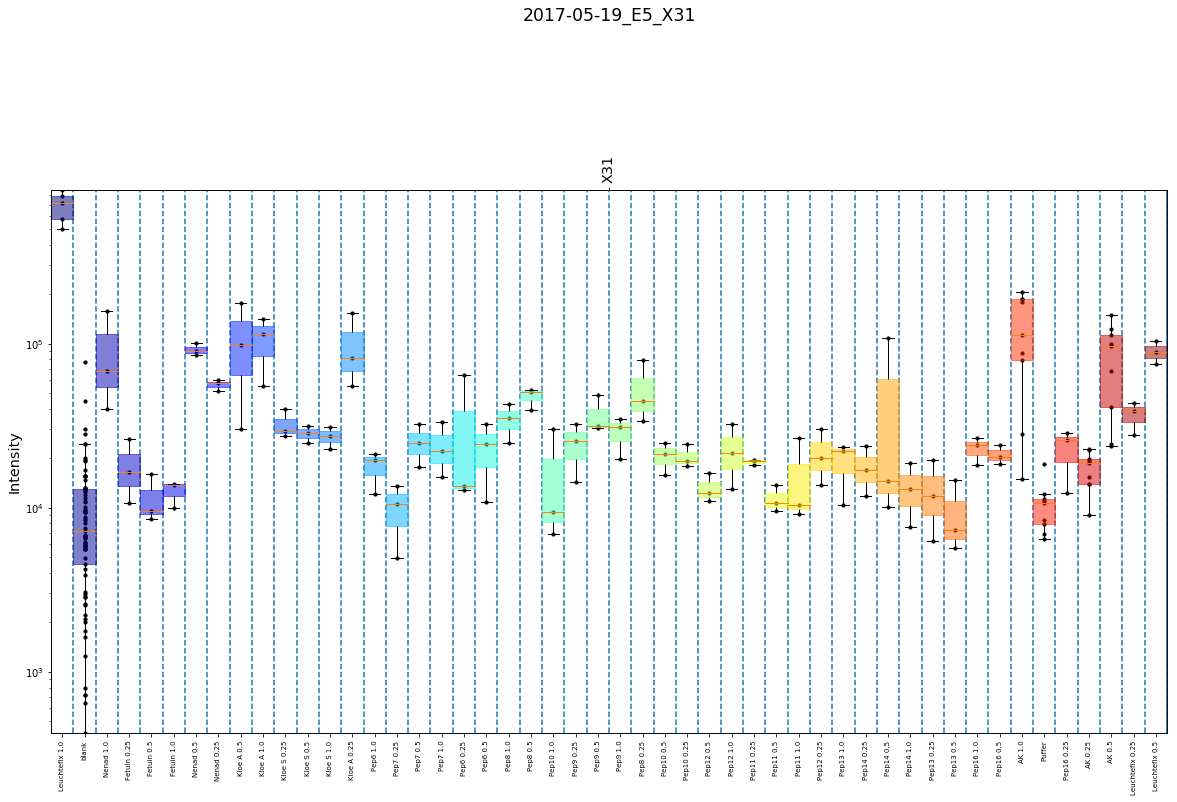 2017-05-19_E5_X31
X31
Intensity
10^5
10^4
10^3
Leuchtefix 1.0
blank
Nenad 1.0
Fetuin 0.25
Fetuin 0.5
Fetuin 1.0
Nenad 0.5
Nenad 0.25
Kloe A 0.5
Kloe A 1.0
Kloe S 0.25
Kloe S 0.5
Kloe S 1.0
Kloe A 0.25
Pep6 1.0
Pep7 0.25
Pep7 0.5
Pep7 1.0
Pep6 0.25
Pep6 0.5
Pep8 1.0
Pep8 0.5
Pep10 1.0
Pep9 0.25
Pep9 0.5
Pep9 1.0
Pep8 0.25
Pep10 0.5
Pep10 0.25
Pep12 0.5
Pep12 1.0
Pep11 0.25
Pep11 0.5
Pep11 1.0
Pep12 0.25
Pep13 1.0
Pep14 0.25
Pep14 0.5
Pep14 1.0
Pep13 0.25
Pep13 0.5
Pep16 1.0
Pep16 0.5
AK 1.0
Puffer
Pep16 0.25
AK 0.25
AK 0.5
Leuchtefix 0.25
Leuchtefix 0.5